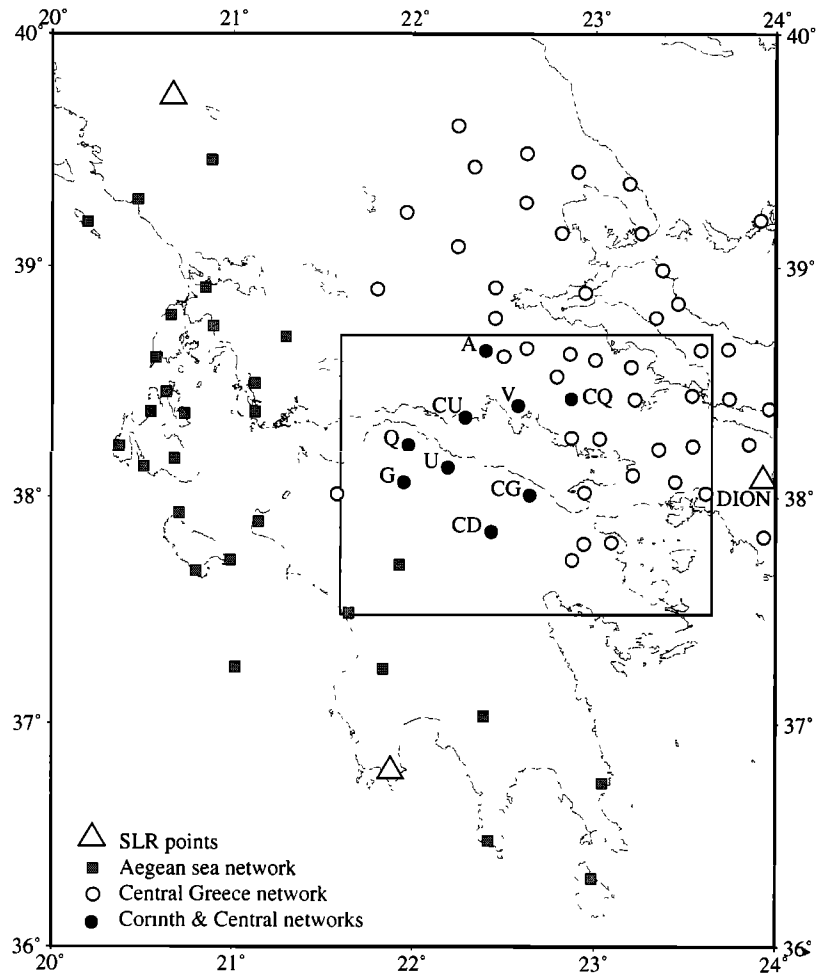 20° 21° 22° 23° 24°
40° 40°
39° 39°
A
V
CQ
CU
Q
U
G
CG
DION
38° 38°
CD
37° 37°
SLR points
Aegean sea network
Central Greece network
Corinth & Central networks
36° 36°
20° 21° 22° 23° 24°